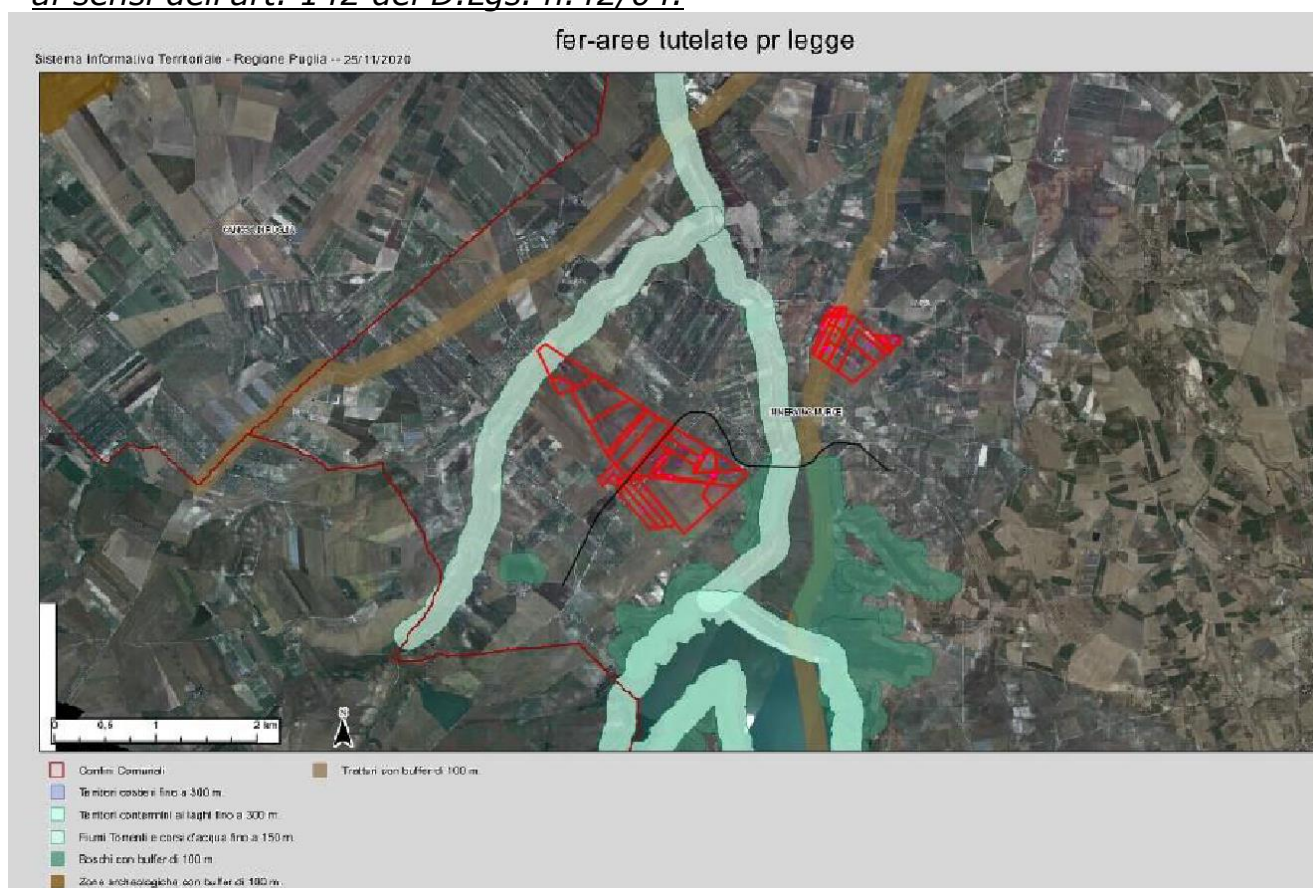 ai sensi dell'art. 142 del D.Lgs. n.42/04.
fer-aree tutelate pr legge
Sistema Informativo Territoriale - Regione Puglia -- 25/11/2020
MINERVINO MURGE
0 0,5 1 2 km
N
Confini Comunali
Tratturi con buffer di 100 m.
Territori costieri fino a 300 m.
Territori contermini ai laghi fino a 300 m.
Fiumi Torrenti e corsi d'acqua fino a 150 m.
Boschi con buffer di 100 m.
Zone archeologiche con buffer di 100 m.